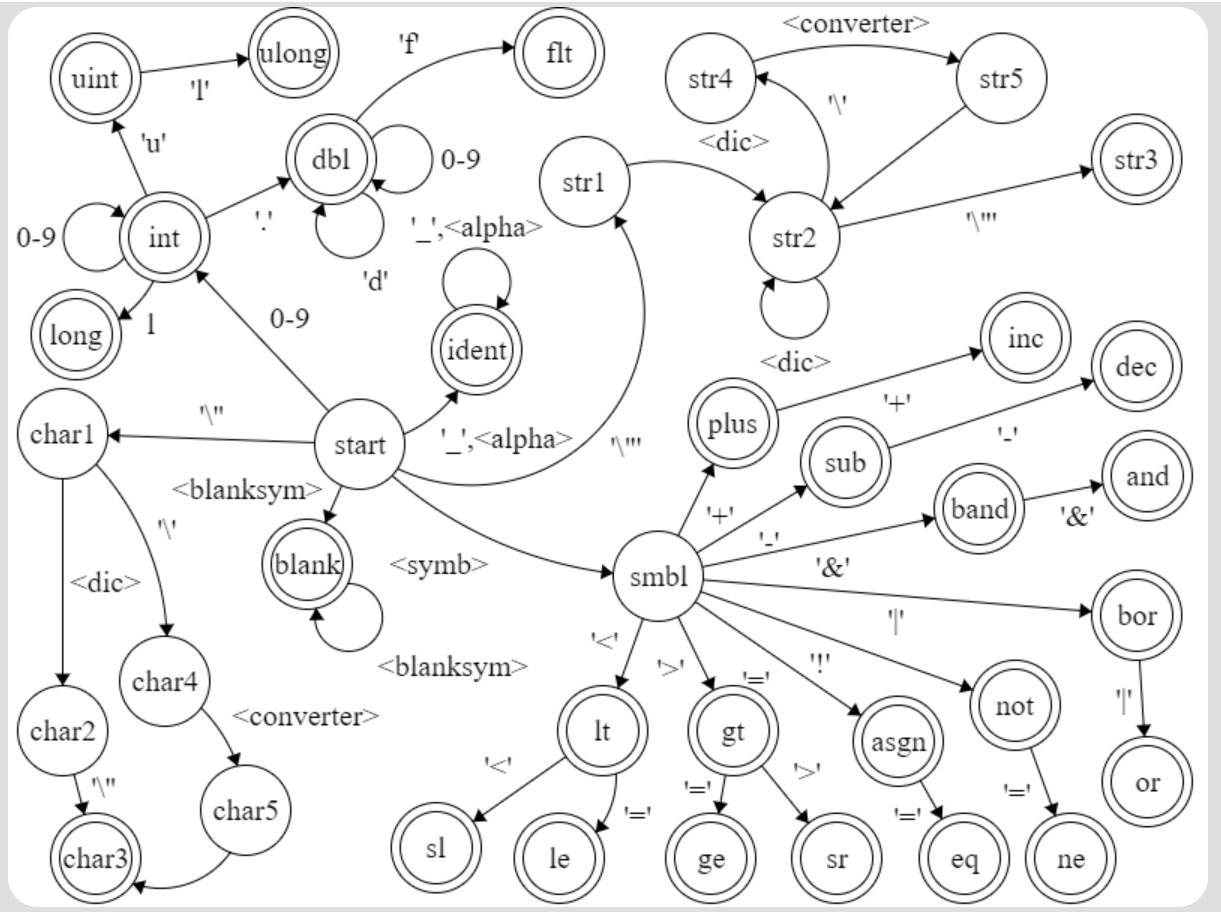 <converter>
ulong
'f'
flt
uint
str4
str5
'l'
'\'
'u'
<dic>
dbl
0-9
str3
str1
'.'
'_',<alpha>
'\"'
0-9
int
str2
'd'
0-9
l
long
ident
inc
<dic>
dec
'+'
char1
'\''
start
'_',<alpha>
'\"'
plus
'-'
sub
and
<blanksym>
'+'
band
'&'
'\'
'-'
blank
<symb>
smbl
'&'
<dic>
'|'
bor
'<'
'>'
'!'
<blanksym>
'='
char4
'|'
<converter>
not
char2
lt
gt
asgn
'<'
'>'
'\''
'='
'='
or
char5
'='
'='
char3
sl
le
ge
sr
eq
ne